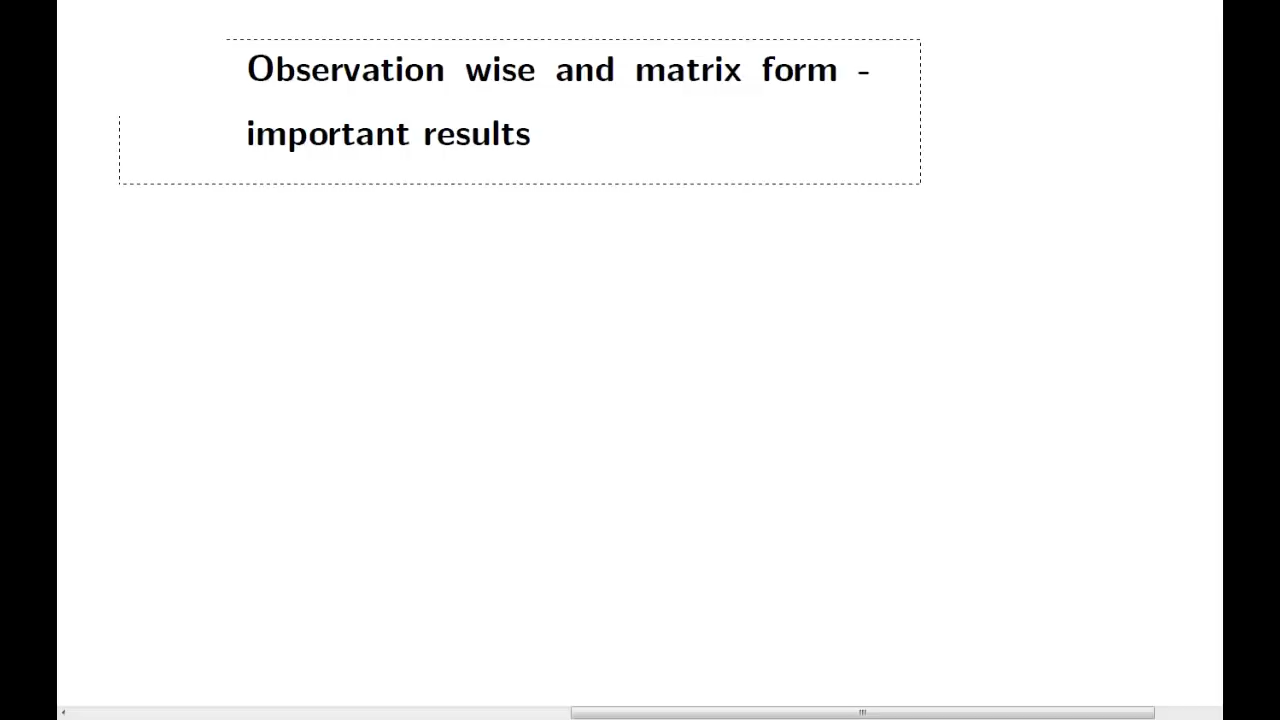 Observation wise and matrix form -
important results